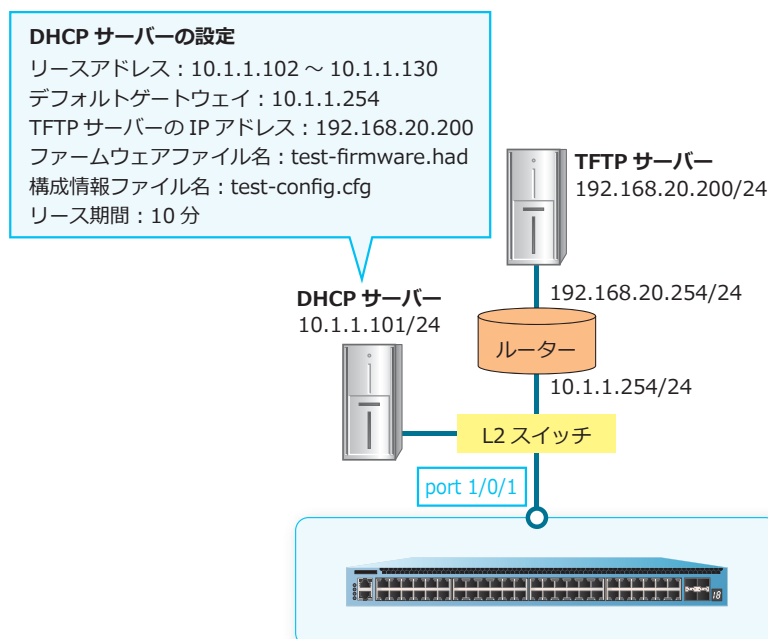 DHCP サーバーの設定
リースアドレス：10.1.1.102 ～ 10.1.1.130
デフォルトゲートウェイ：10.1.1.254
TFTP サーバーの IP アドレス：192.168.20.200
ファームウェアファイル名：test-firmware.had
構成情報ファイル名：test-config.cfg
リース期間：10 分
TFTP サーバー
192.168.20.200/24
192.168.20.254/24
DHCP サーバー
10.1.1.101/24
ルーター
10.1.1.254/24
L2 スイッチ
port 1/0/1
18